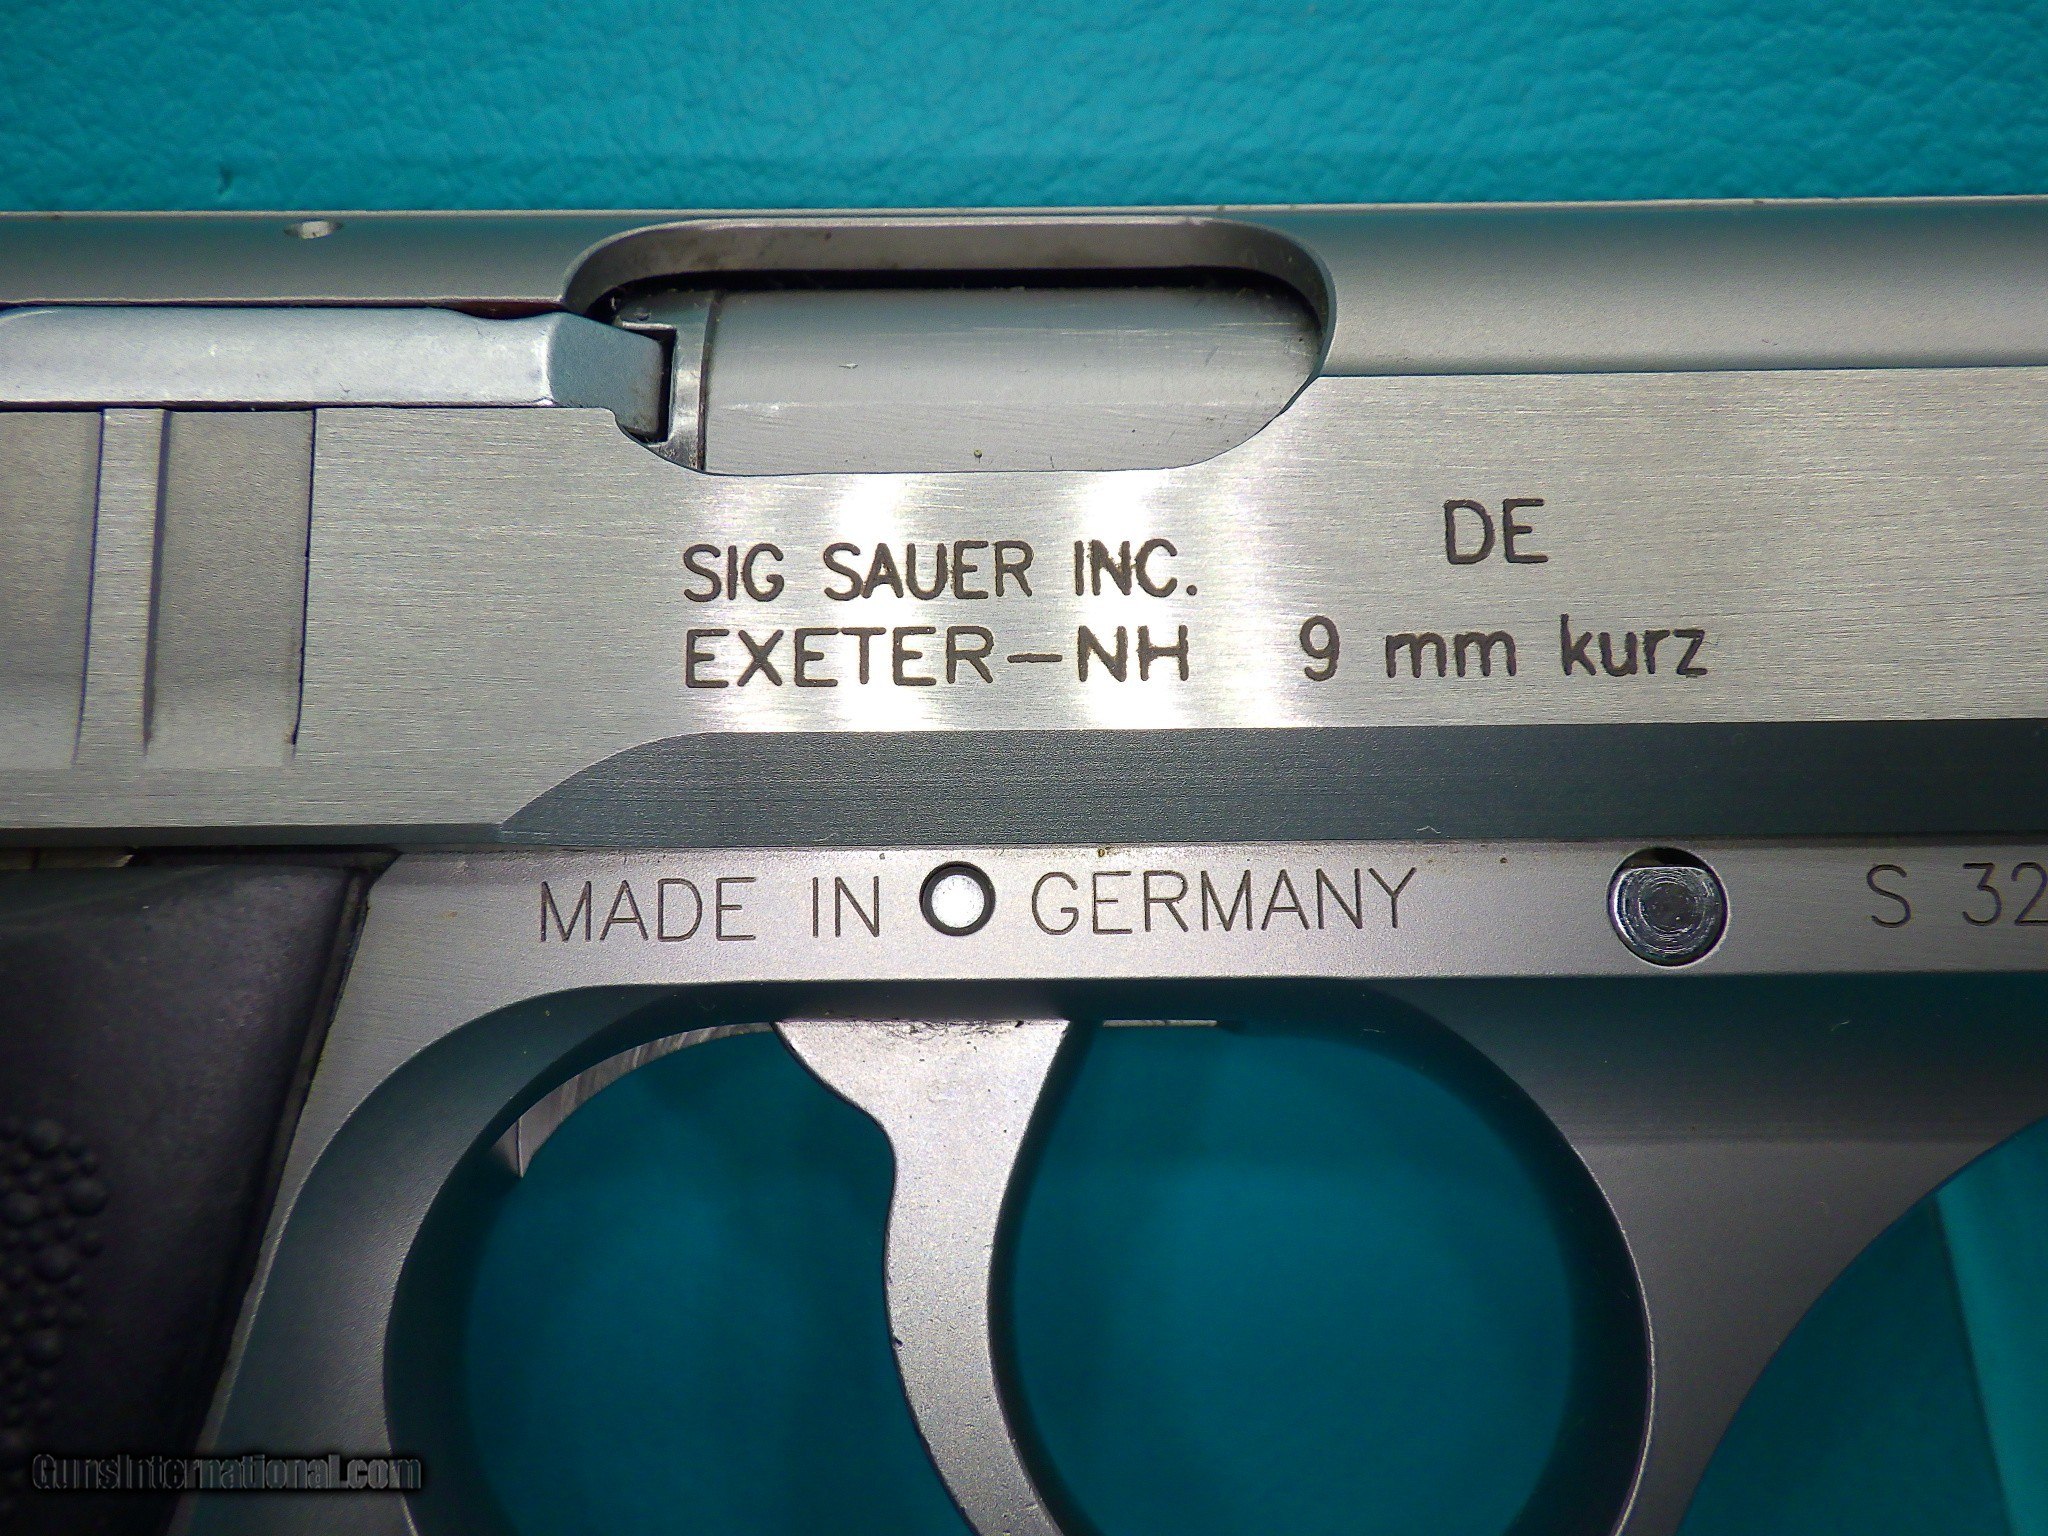 SIG SAUER INC.
EXETER-NH
DE
9 mm kurz
MADE IN GERMANY
S 32
GunsInternational.com